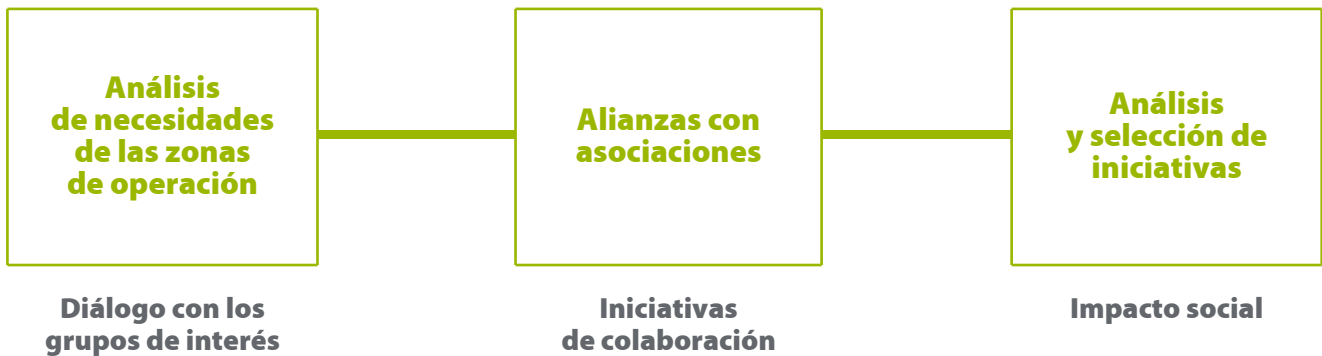 Análisis
de necesidades
de las zonas
de operación
Alianzas con
asociaciones
Análisis
y selección de
iniciativas
Diálogo con los
grupos de interés
Iniciativas
de colaboración
Impacto social